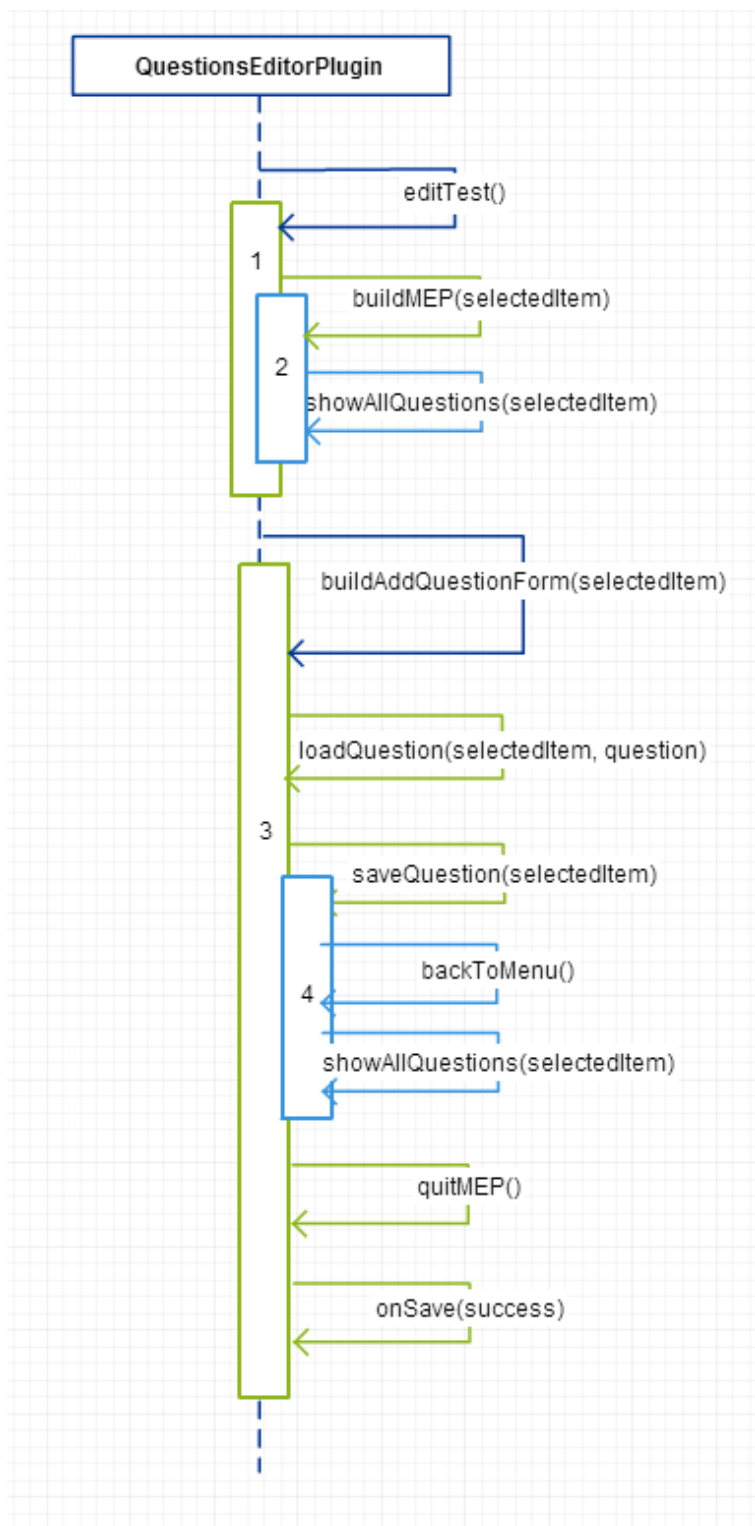 QuestionsEditorPlugin
editTest()
1
buildMEP(selectedItem)
2
showAllQuestions(selectedItem)
buildAddQuestionForm(selectedItem)
loadQuestion(selectedItem, question)
3
saveQuestion(selectedItem)
backToMenu()
4
showAllQuestions(selectedItem)
quitMEP()
onSave(success)